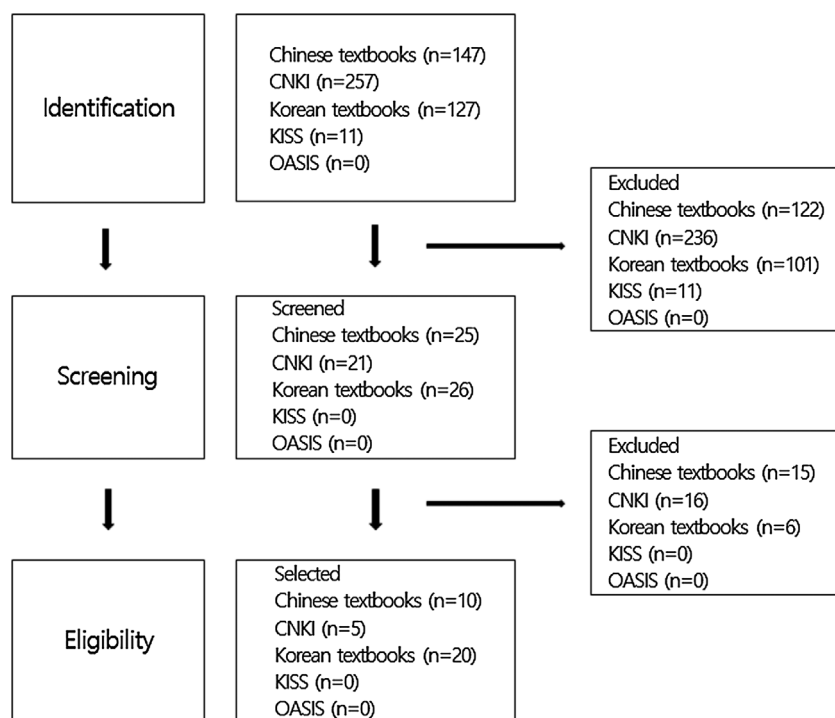 Identification
Chinese textbooks (n=147)
CNKI (n=257)
Korean textbooks (n=127)
KISS (n=11)
OASIS (n=0)
Excluded
Chinese textbooks (n=122)
CNKI (n=236)
Korean textbooks (n=101)
KISS (n=11)
OASIS (n=0)
Screening
Screened
Chinese textbooks (n=25)
CNKI (n=21)
Korean textbooks (n=26)
KISS (n=0)
OASIS (n=0)
Excluded
Chinese textbooks (n=15)
CNKI (n=16)
Korean textbooks (n=6)
KISS (n=0)
OASIS (n=0)
Eligibility
Selected
Chinese textbooks (n=10)
CNKI (n=5)
Korean textbooks (n=20)
KISS (n=0)
OASIS (n=0)